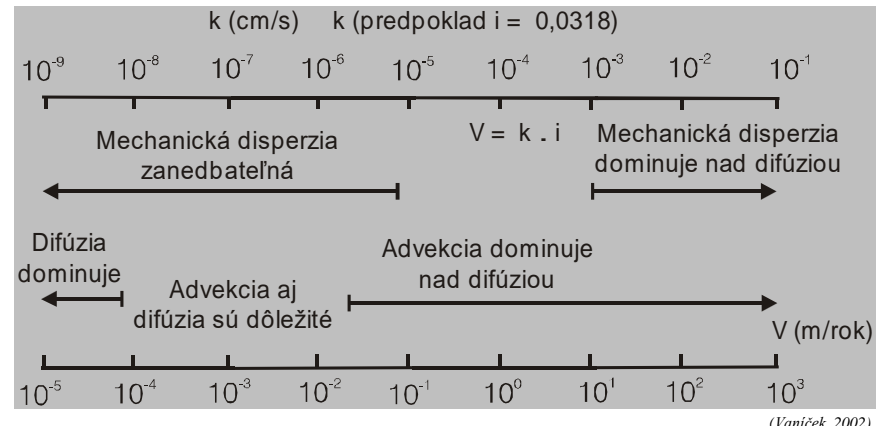 k (cm/s) k (predpoklad i = 0,0318)
10⁻⁹ 10⁻⁸ 10⁻⁷ 10⁻⁶ 10⁻⁵ 10⁻⁴ 10⁻³ 10⁻² 10⁻¹
Mechanická disperzia
zanedbateľná
V = k . i
Mechanická disperzia
dominuje nad difúziou
Difúzia
dominuje
Advekcia aj
difúzia sú dôležité
Advekcia dominuje
nad difúziou
V (m/rok)
10⁻⁵ 10⁻⁴ 10⁻³ 10⁻² 10⁻¹ 10⁰ 10¹ 10² 10³
(Vaníček, 2002)